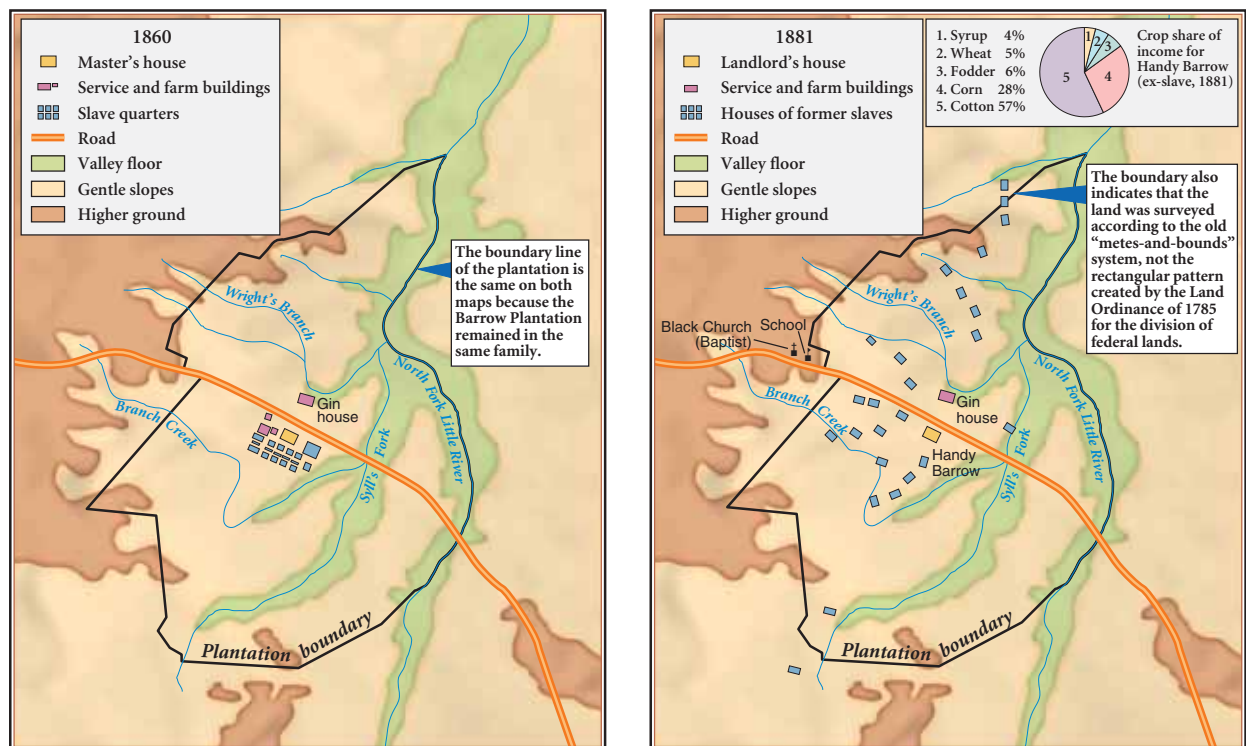 1860
Master's house
Service and farm buildings
Slave quarters
Road
Valley floor
Gentle slopes
Higher ground
The boundary line
of the plantation is
the same on both
maps because the
Barrow Plantation
remained in the
same family.
Wright's Branch
North Fork Little River
Gin
house
Branch Creek
Syll's Fork
Plantation boundary
1881
Landlord's house
Service and farm buildings
Houses of former slaves
Road
Valley floor
Gentle slopes
Higher ground
1. Syrup 4%
2. Wheat 5%
3. Fodder 6%
4. Corn 28%
5. Cotton 57%
1
2
3
4
5
Crop share of
income for
Handy Barrow
(ex-slave, 1881)
The boundary also
indicates that the
land was surveyed
according to the old
“metes-and-bounds”
system, not the
rectangular pattern
created by the Land
Ordinance of 1785
for the division of
federal lands.
Wright's Branch
Black Church
(Baptist)
School
North Fork Little River
Gin
house
Branch Creek
Handy
Barrow
Syll's Fork
Plantation boundary